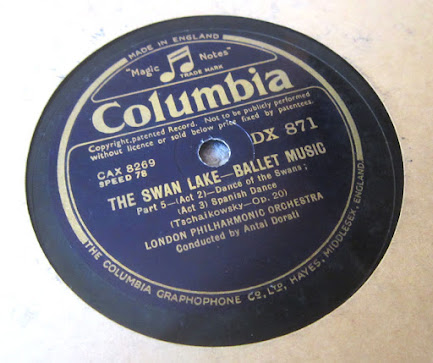 MADE IN ENGLAND
"Magic Notes"
TRADE MARK
Columbia
Copyright, patented Record. Not to be publicly performed
without licence or sold below price fixed by patentees.
CAX 8269
SPEED 78
DX 871
THE SWAN LAKE—BALLET MUSIC
Part 5—(Act 2)—Dance of the Swans;
(Act 3) Spanish Dance
(Tschaikowsky—Op. 20)
LONDON PHILHARMONIC ORCHESTRA
Conducted by Antal Dorati
THE COLUMBIA GRAPHOPHONE CO., LTD., HAYES, MIDDLESEX, ENGLAND.